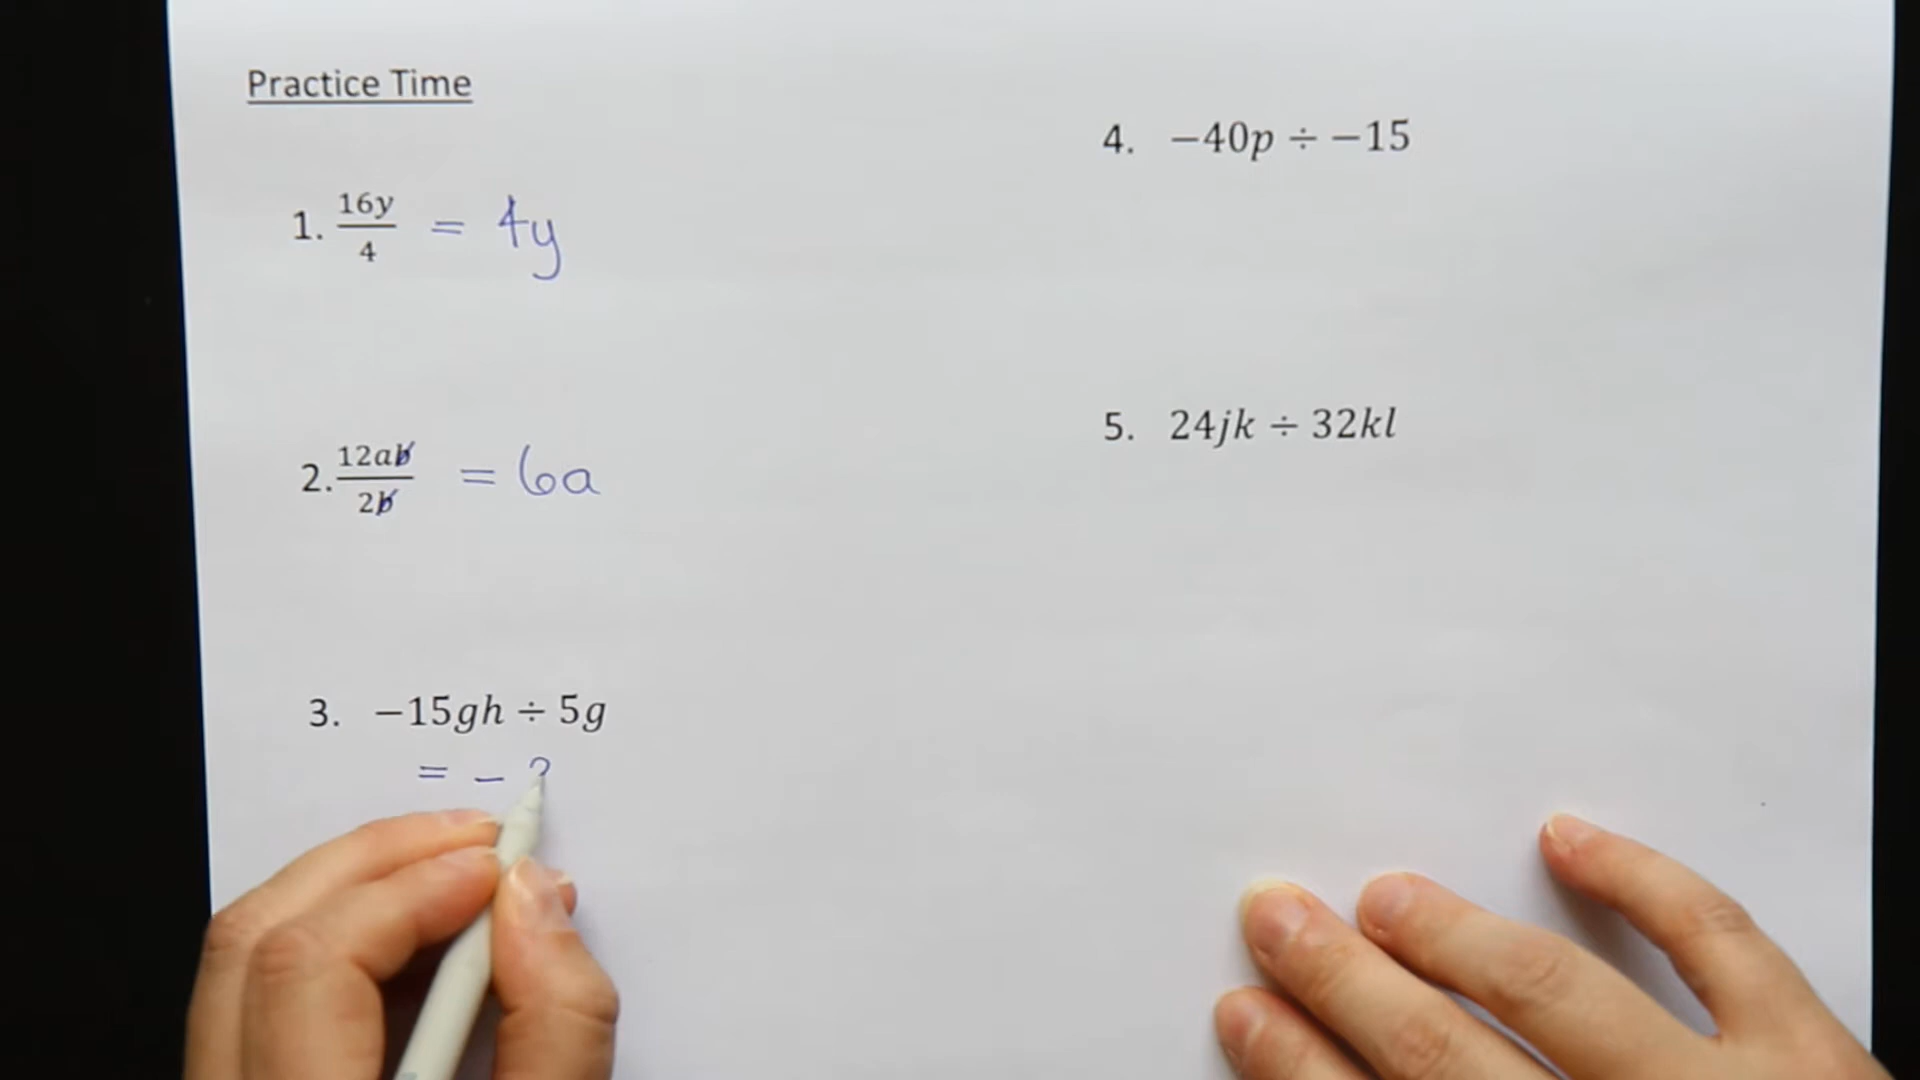 Practice Time
1. 16y/4 = 4y
2. 12ab/2b = 6a
3. −15gh ÷ 5g
= −
4. −40p ÷ −15
5. 24jk ÷ 32kl